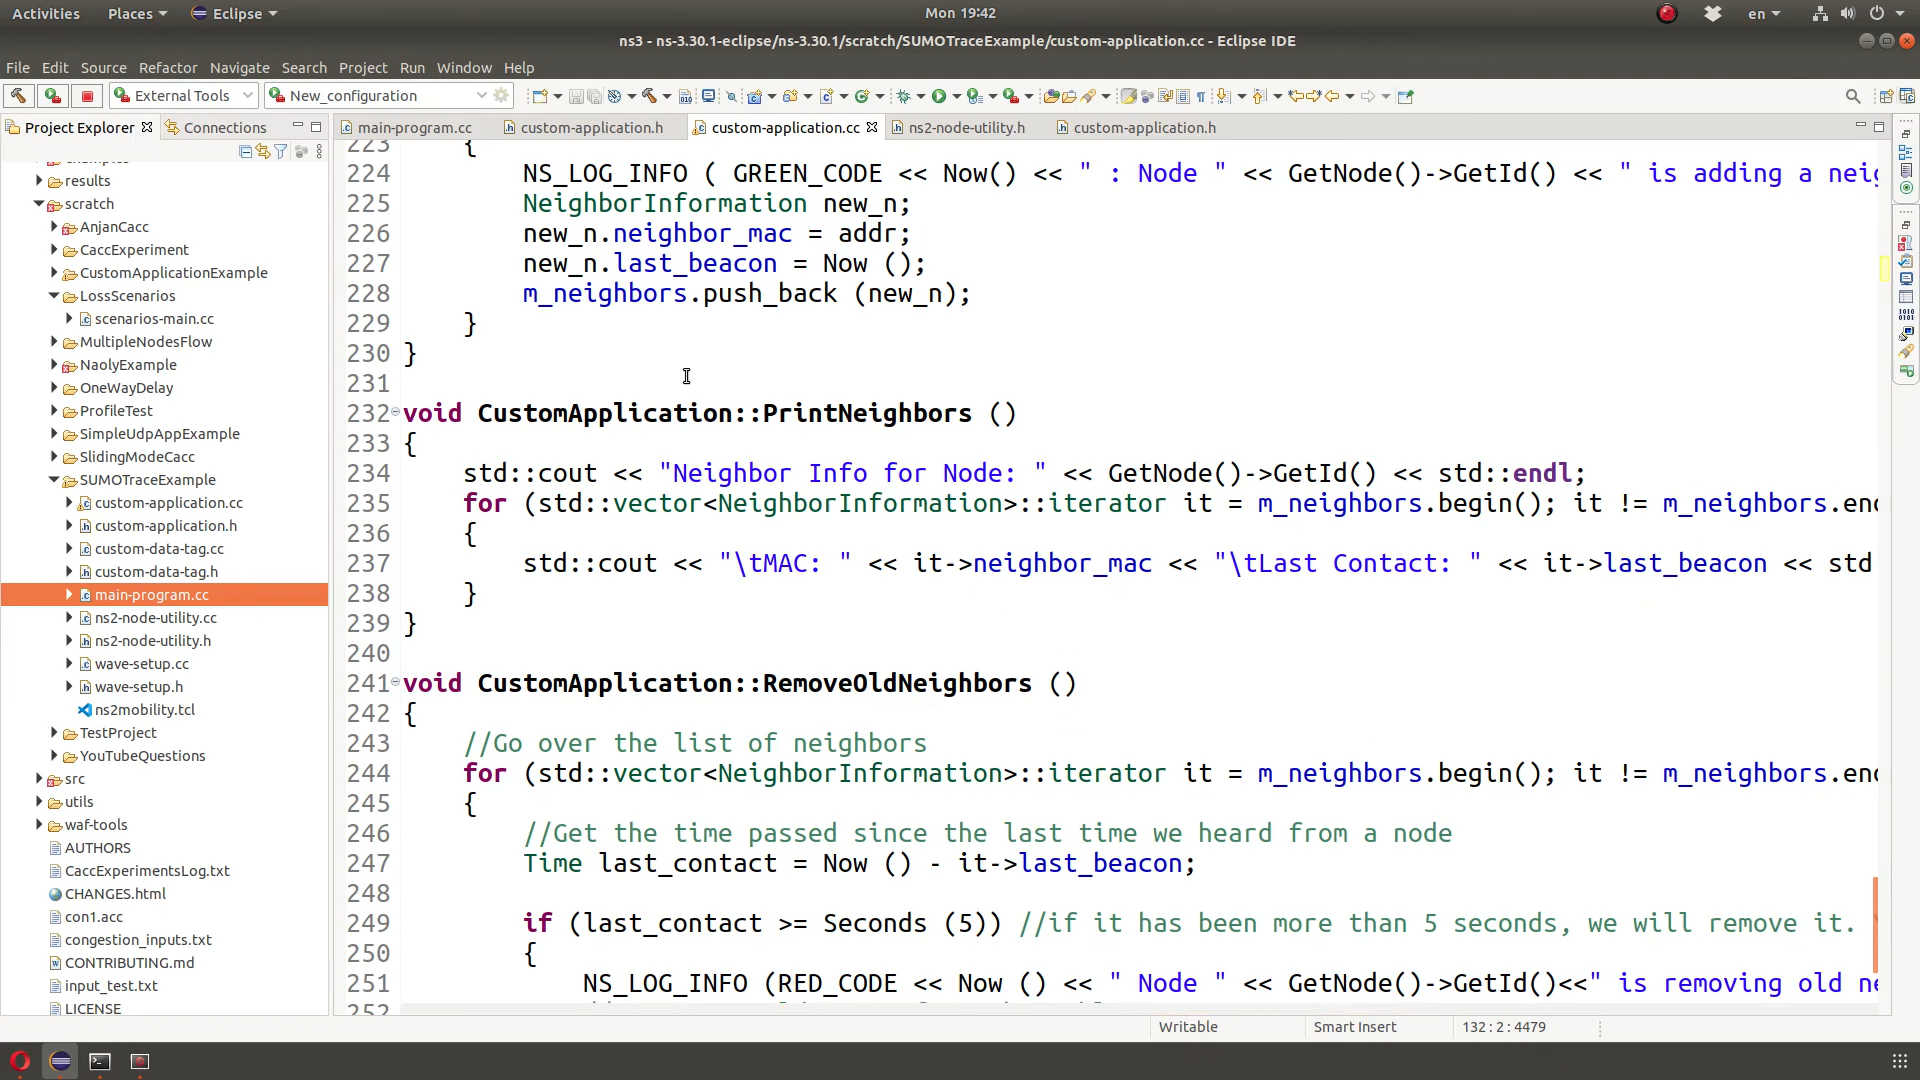 Activities Places Eclipse Mon 19:42 en
ns3 - ns-3.30.1-eclipse/ns-3.30.1/scratch/SUMOTraceExample/custom-application.cc - Eclipse IDE
File Edit Source Refactor Navigate Search Project Run Window Help
External Tools New_configuration
Project Explorer Connections main-program.cc custom-application.h custom-application.cc ns2-node-utility.h custom-application.h
results
scratch
AnjanCacc
CaccExperiment
CustomApplicationExample
LossScenarios
scenarios-main.cc
MultipleNodesFlow
NaolyExample
OneWayDelay
ProfileTest
SimpleUdpAppExample
SlidingModeCacc
SUMOTraceExample
custom-application.cc
custom-application.h
custom-data-tag.cc
custom-data-tag.h
main-program.cc
ns2-node-utility.cc
ns2-node-utility.h
wave-setup.cc
wave-setup.h
ns2mobility.tcl
TestProject
YouTubeQuestions
src
utils
waf-tools
AUTHORS
CaccExperimentsLog.txt
CHANGES.html
con1.acc
congestion_inputs.txt
CONTRIBUTING.md
input_test.txt
LICENSE
223 {
224 NS_LOG_INFO ( GREEN_CODE << Now() << " : Node " << GetNode()->GetId() << " is adding a neig
225 NeighborInformation new_n;
226 new_n.neighbor_mac = addr;
227 new_n.last_beacon = Now ();
228 m_neighbors.push_back (new_n);
229 }
230 }
231
232 void CustomApplication::PrintNeighbors ()
233 {
234 std::cout << "Neighbor Info for Node: " << GetNode()->GetId() << std::endl;
235 for (std::vector<NeighborInformation>::iterator it = m_neighbors.begin(); it != m_neighbors.end
236 {
237 std::cout << "\tMAC: " << it->neighbor_mac << "\tLast Contact: " << it->last_beacon << std
238 }
239 }
240
241 void CustomApplication::RemoveOldNeighbors ()
242 {
243 //Go over the list of neighbors
244 for (std::vector<NeighborInformation>::iterator it = m_neighbors.begin(); it != m_neighbors.end
245 {
246 //Get the time passed since the last time we heard from a node
247 Time last_contact = Now () - it->last_beacon;
248
249 if (last_contact >= Seconds (5)) //if it has been more than 5 seconds, we will remove it.
250 {
251 NS_LOG_INFO (RED_CODE << Now () << " Node " << GetNode()->GetId()<<" is removing old ne
252
Writable Smart Insert 132 : 2 : 4479